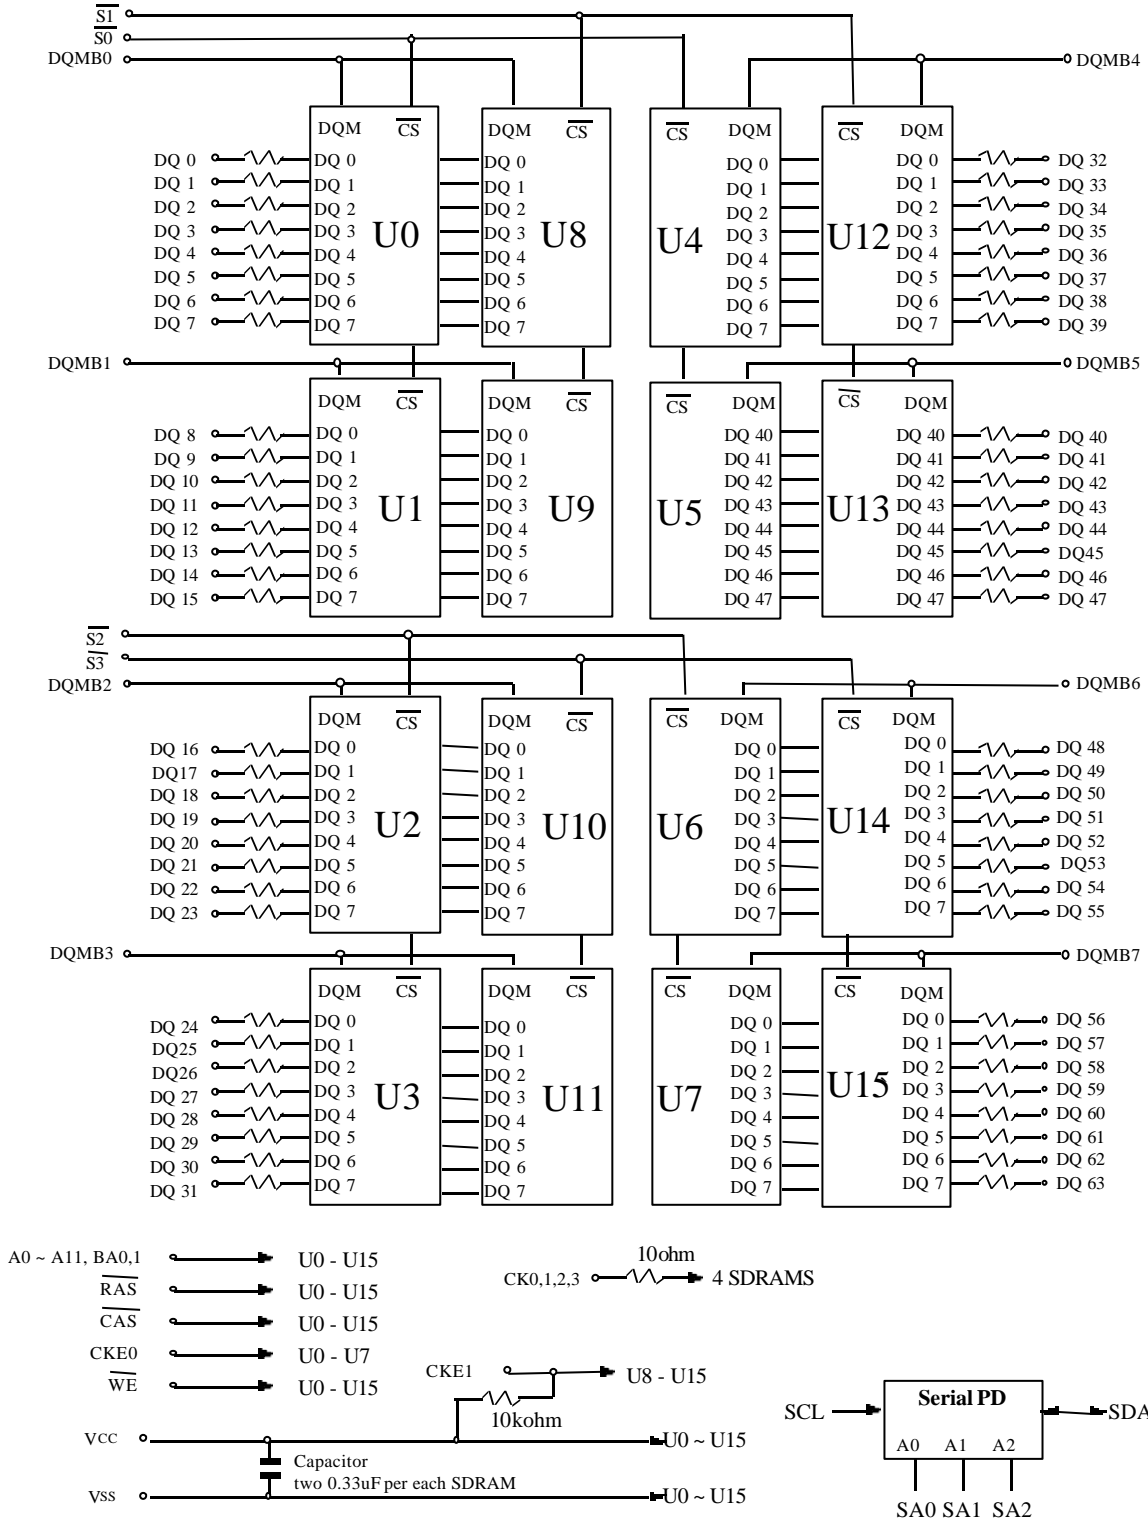 S1
S0
DQMB0 DQMB4
DQM CS DQM CS DQM CS DQM
DQ 0 DQ 0 DQ 0 DQ 0 DQ 0 DQ 32
DQ 1 DQ 1 DQ 1 DQ 1 DQ 1 DQ 33
DQ 2 DQ 2 DQ 2 DQ 2 DQ 2 DQ 34
DQ 3 DQ 3 U0 DQ 3 U8 U4 DQ 3 U12 DQ 3 DQ 35
DQ 4 DQ 4 DQ 4 DQ 4 DQ 4 DQ 36
DQ 5 DQ 5 DQ 5 DQ 5 DQ 5 DQ 37
DQ 6 DQ 6 DQ 6 DQ 6 DQ 6 DQ 38
DQ 7 DQ 7 DQ 7 DQ 7 DQ 7 DQ 39
DQMB1 DQMB5
DQM CS DQM CS CS DQM CS DQM
DQ 8 DQ 0 DQ 0 DQ 40 DQ 40 DQ 40
DQ 9 DQ 1 DQ 1 DQ 41 DQ 41 DQ 41
DQ 10 DQ 2 DQ 2 DQ 42 DQ 42 DQ 42
DQ 11 DQ 3 U1 DQ 3 U9 U5 DQ 43 U13 DQ 43 DQ 43
DQ 12 DQ 4 DQ 4 DQ 44 DQ 44 DQ 44
DQ 13 DQ 5 DQ 5 DQ 45 DQ 45 DQ45
DQ 14 DQ 6 DQ 6 DQ 46 DQ 46 DQ 46
DQ 15 DQ 7 DQ 7 DQ 47 DQ 47 DQ 47
S2
S3
DQMB2 DQMB6
DQM CS DQM CS CS DQM CS DQM
DQ 16 DQ 0 DQ 0 DQ 0 DQ 0 DQ 48
DQ17 DQ 1 DQ 1 DQ 1 DQ 1 DQ 49
DQ 18 DQ 2 DQ 2 DQ 2 DQ 2 DQ 50
DQ 19 DQ 3 U2 DQ 3 U10 U6 DQ 3 U14 DQ 3 DQ 51
DQ 20 DQ 4 DQ 4 DQ 4 DQ 4 DQ 52
DQ 21 DQ 5 DQ 5 DQ 5 DQ 5 DQ53
DQ 22 DQ 6 DQ 6 DQ 6 DQ 6 DQ 54
DQ 23 DQ 7 DQ 7 DQ 7 DQ 7 DQ 55
DQMB3 DQMB7
DQM CS DQM CS CS DQM CS DQM
DQ 24 DQ 0 DQ 0 DQ 0 DQ 0 DQ 56
DQ25 DQ 1 DQ 1 DQ 1 DQ 1 DQ 57
DQ26 DQ 2 DQ 2 DQ 2 DQ 2 DQ 58
DQ 27 DQ 3 U3 DQ 3 U11 U7 DQ 3 U15 DQ 3 DQ 59
DQ 28 DQ 4 DQ 4 DQ 4 DQ 4 DQ 60
DQ 29 DQ 5 DQ 5 DQ 5 DQ 5 DQ 61
DQ 30 DQ 6 DQ 6 DQ 6 DQ 6 DQ 62
DQ 31 DQ 7 DQ 7 DQ 7 DQ 7 DQ 63
A0 ~ A11, BA0,1 U0 - U15
RAS U0 - U15
CAS U0 - U15
CKE0 U0 - U7
WE U0 - U15
10ohm
CK0,1,2,3 4 SDRAMS
CKE1 U8 - U15
10kohm
VCC U0 ~ U15
Capacitor
two 0.33uF per each SDRAM
VSS U0 ~ U15
Serial PD
SCL SDA
A0 A1 A2
SA0 SA1 SA2